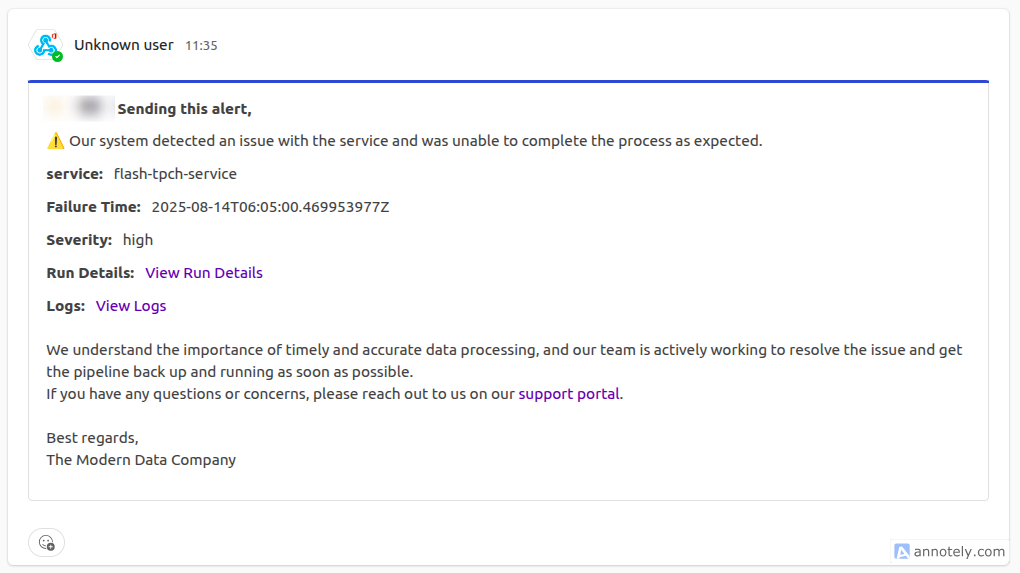 Unknown user 11:35
Sending this alert,
⚠️ Our system detected an issue with the service and was unable to complete the process as expected.
service: flash-tpch-service
Failure Time: 2025-08-14T06:05:00.469953977Z
Severity: high
Run Details: View Run Details
Logs: View Logs
We understand the importance of timely and accurate data processing, and our team is actively working to resolve the issue and get
the pipeline back up and running as soon as possible.
If you have any questions or concerns, please reach out to us on our support portal.
Best regards,
The Modern Data Company
annotely.com